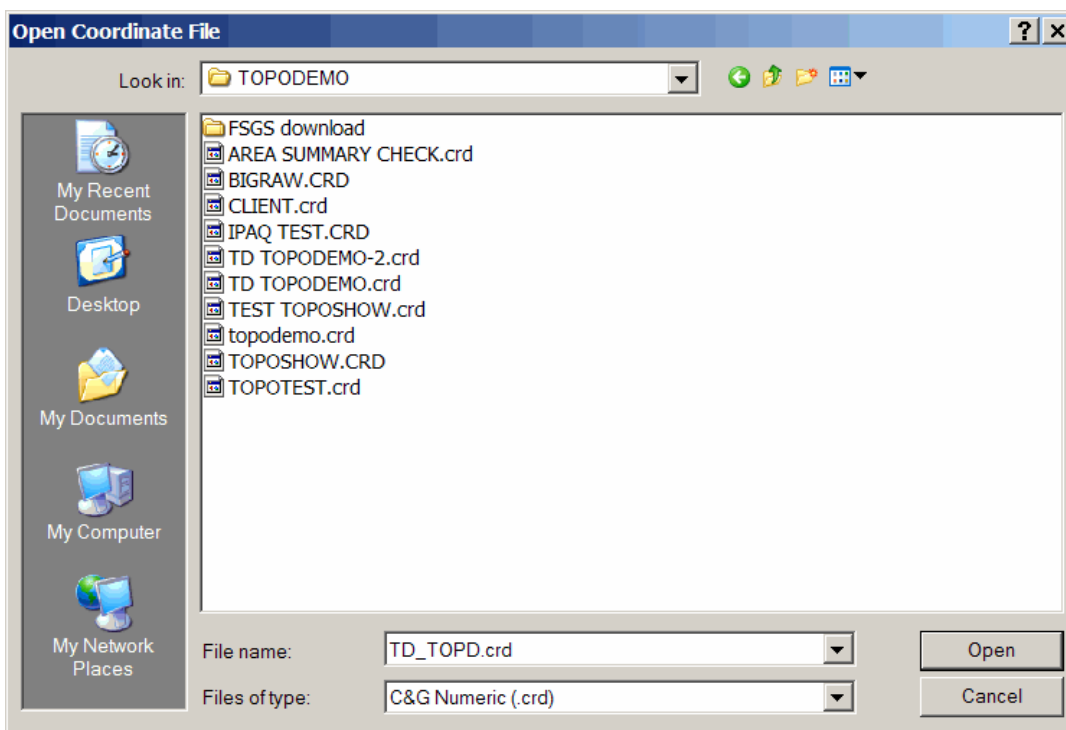 Open Coordinate File
Look in: TOPODEMO
My Recent
Documents
Desktop
My Documents
My Computer
My Network
Places
FSGS download
AREA SUMMARY CHECK.crd
BIGRAW.CRD
CLIENT.crd
IPAQ TEST.CRD
TD TOPODEMO-2.crd
TD TOPODEMO.crd
TEST TOPOSHOW.crd
topodemo.crd
TOPOSHOW.CRD
TOPOTEST.crd
File name: TD_TOPD.crd Open
Files of type: C&G Numeric (.crd) Cancel